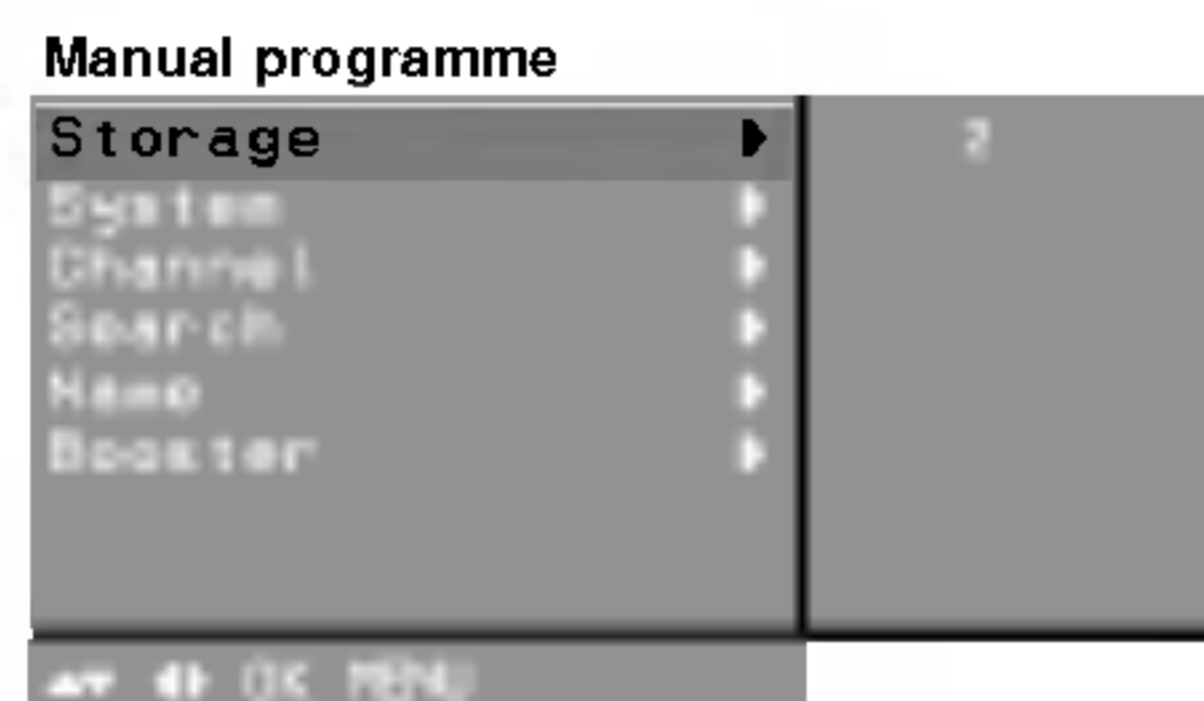 Manual programme
Storage 2
System
Channel
Search
Name
Booster
OK MENU